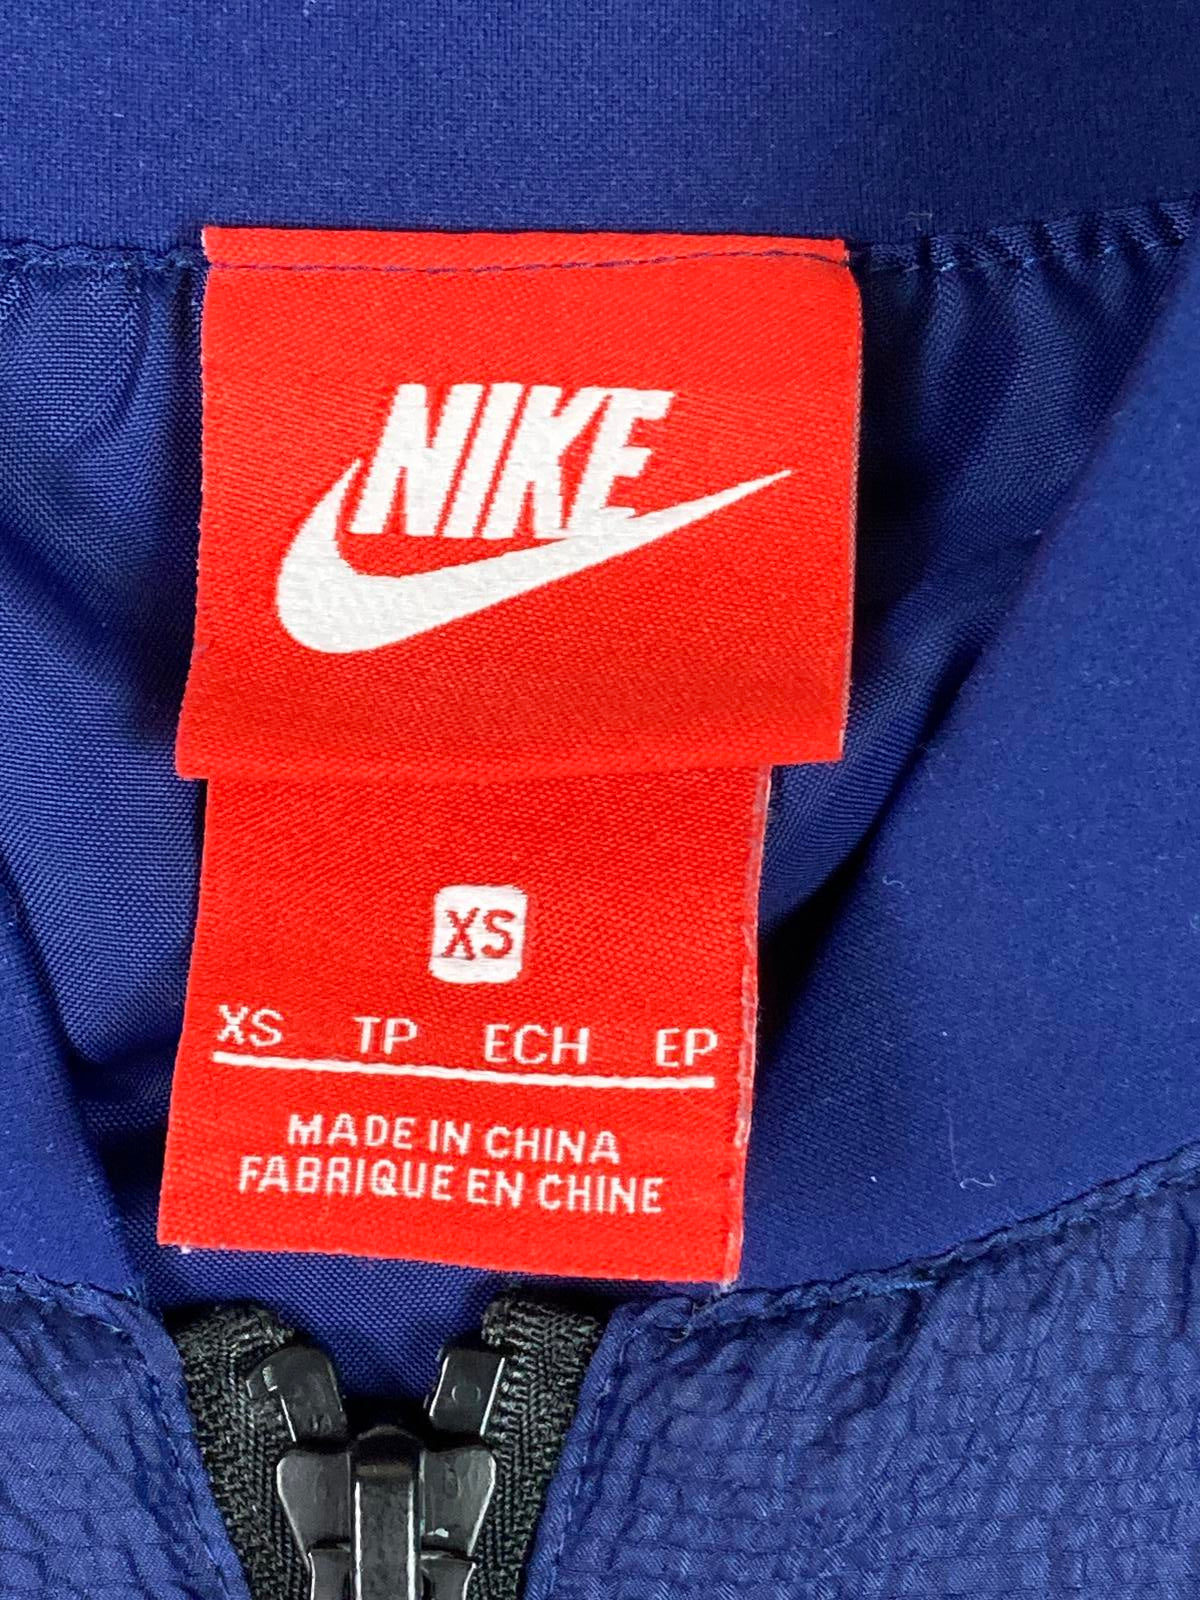 NIKE
XS
XS TP ECH EP
MADE IN CHINA
FABRIQUE EN CHINE